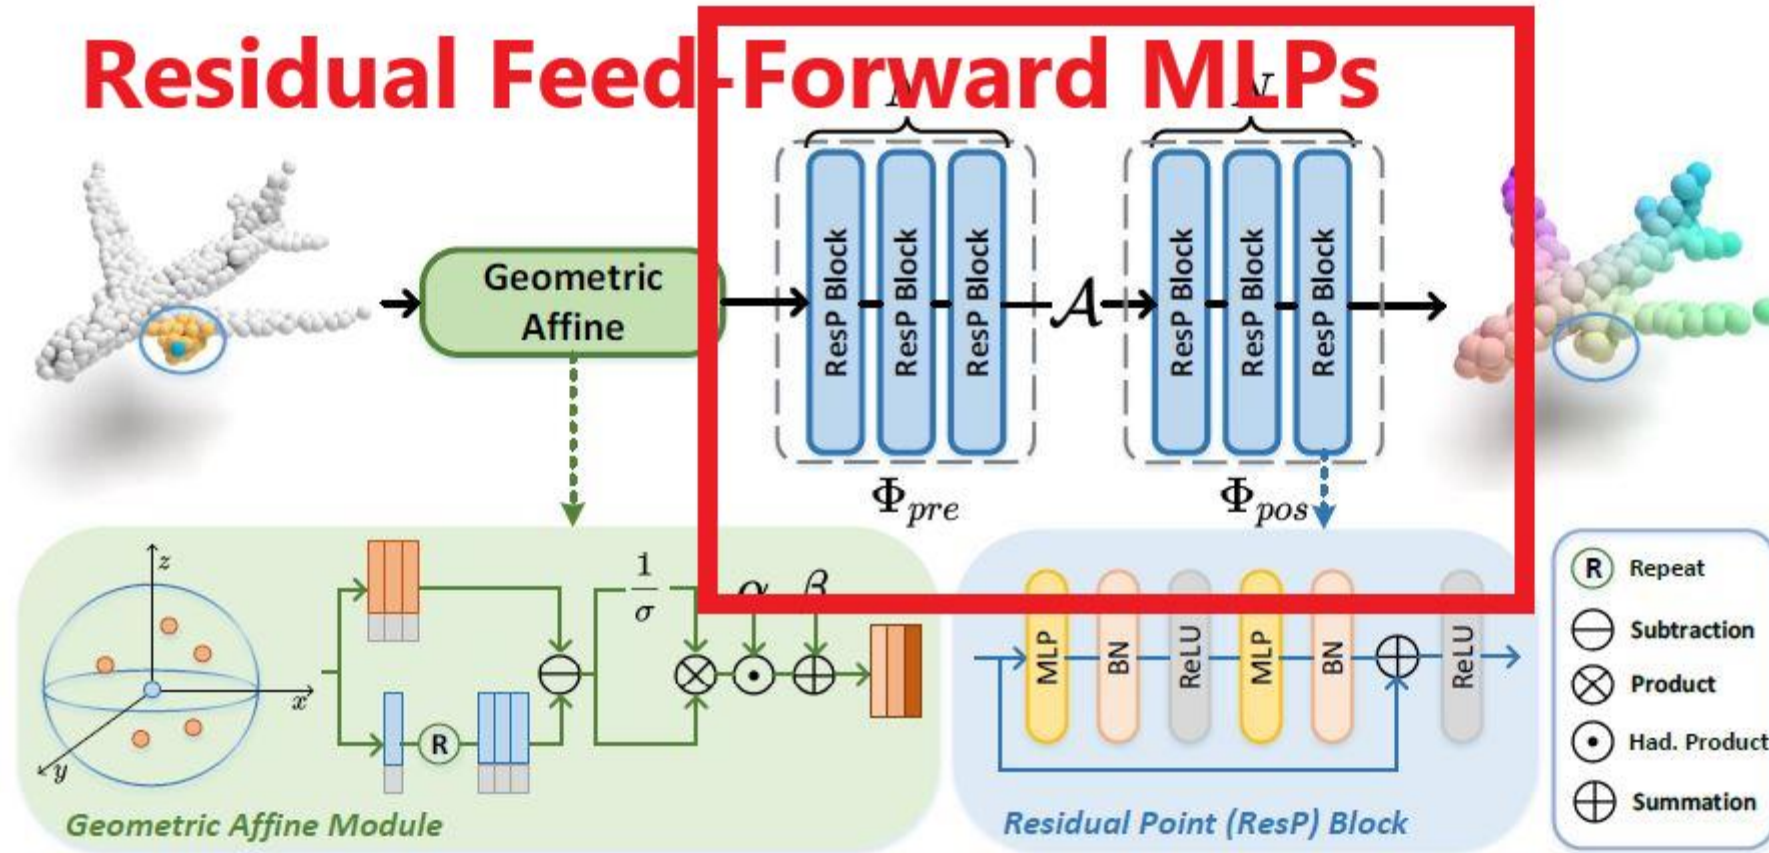 Residual Feed-Forward MLPs
N
Geometric
Affine
ResP Block
ResP Block
ResP Block
𝒜
ResP Block
ResP Block
ResP Block
Φpre
Φpos
z
x
y
R
1
σ
α
β
Geometric Affine Module
MLP
BN
ReLU
MLP
BN
ReLU
Residual Point (ResP) Block
R Repeat
Subtraction
Product
Had. Product
Summation